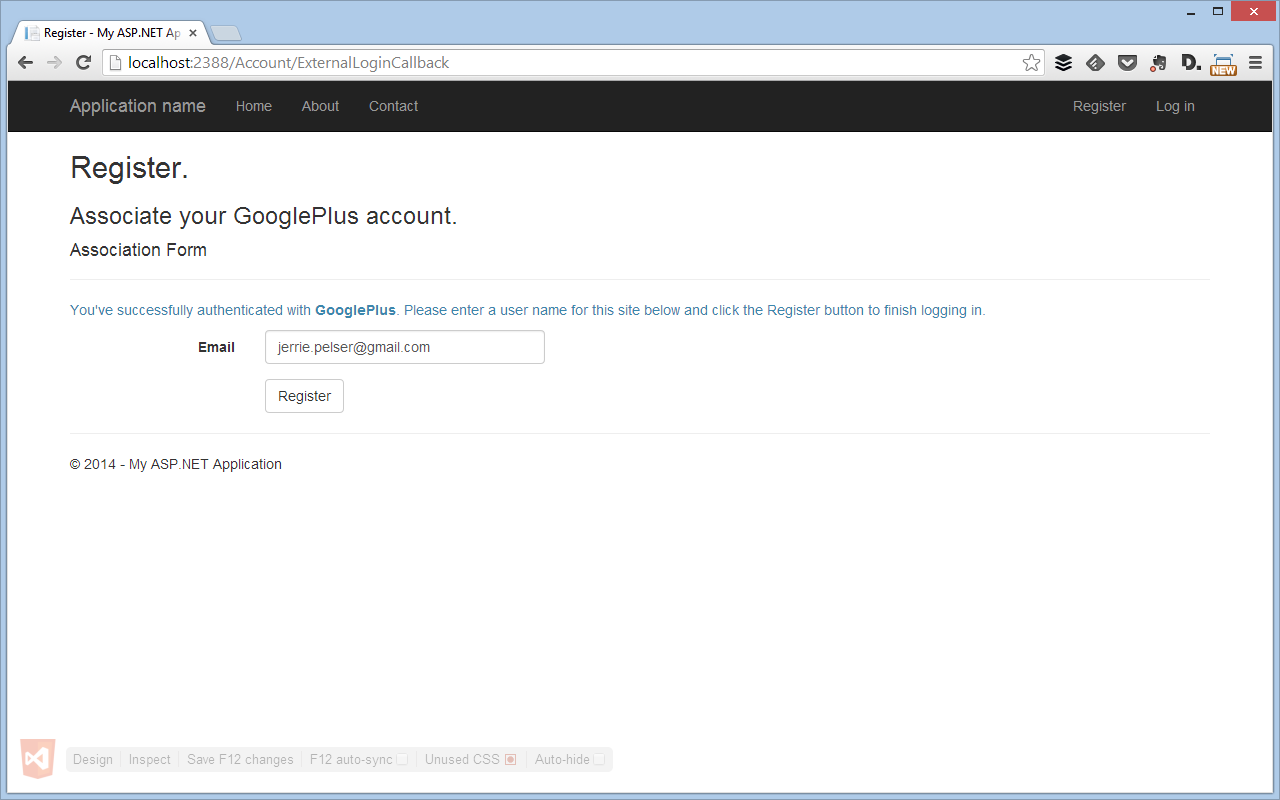 Register - My ASP.NET Ap
localhost:2388/Account/ExternalLoginCallback
D.
NEW
Application name Home About Contact Register Log in
Register.
Associate your GooglePlus account.
Association Form
You've successfully authenticated with GooglePlus. Please enter a user name for this site below and click the Register button to finish logging in.
Email jerrie.pelser@gmail.com
Register
© 2014 - My ASP.NET Application
Design Inspect Save F12 changes F12 auto-sync Unused CSS Auto-hide